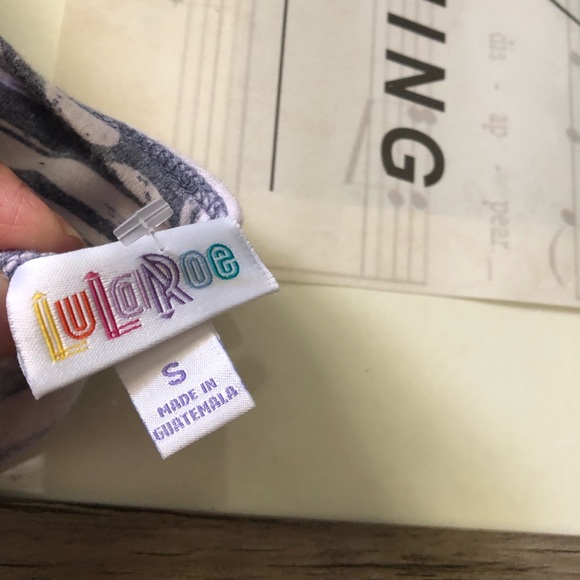 LuLaRoe
S
MADE IN
GUATEMALA
ING
dis - ap - pear